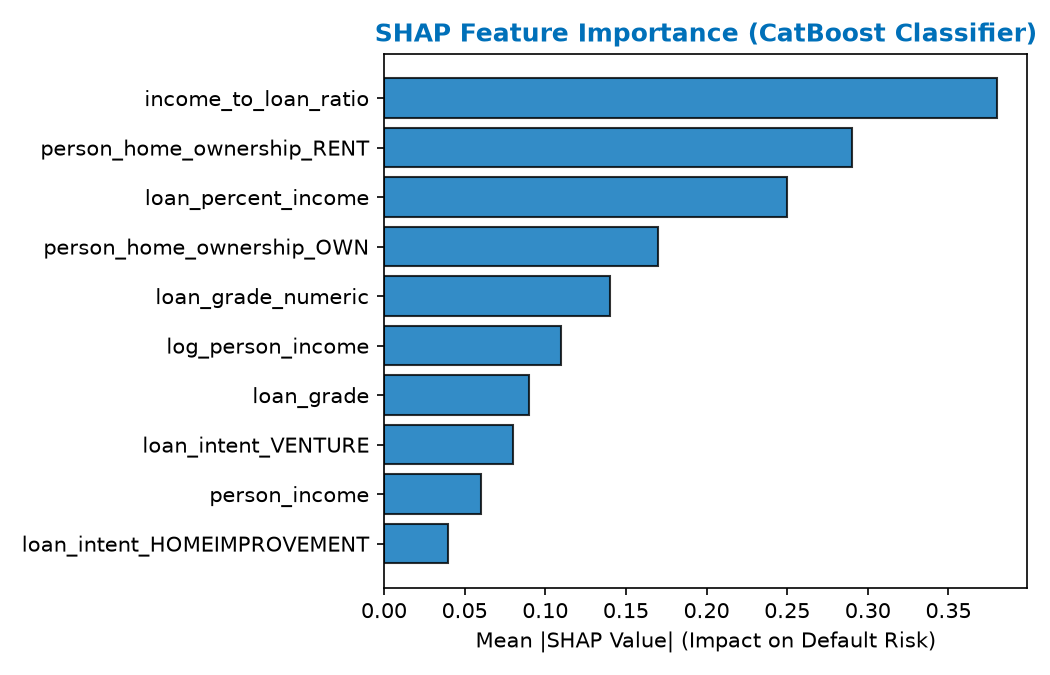 SHAP Feature Importance (CatBoost Classifier)
income_to_loan_ratio
person_home_ownership_RENT
loan_percent_income
person_home_ownership_OWN
loan_grade_numeric
log_person_income
loan_grade
loan_intent_VENTURE
person_income
loan_intent_HOMEIMPROVEMENT
0.00 0.05 0.10 0.15 0.20 0.25 0.30 0.35
Mean |SHAP Value| (Impact on Default Risk)